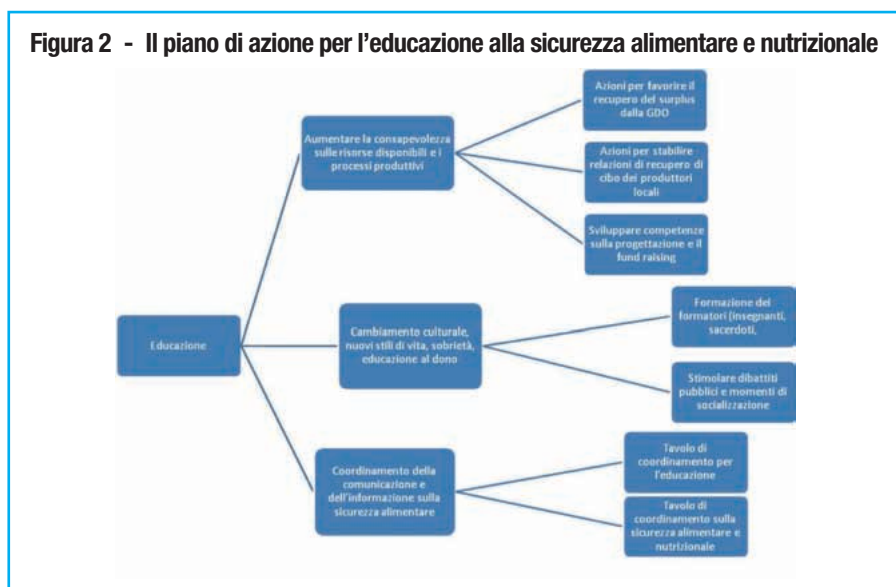 Figura 2 - Il piano di azione per l’educazione alla sicurezza alimentare e nutrizionale
Educazione
Aumentare la consapevolezza
sulle risorse disponibili e i
processi produttivi
Azioni per favorire il
recupero del surplus
dalla GDO
Azioni per stabilire
relazioni di recupero di
cibo dei produttori
locali
Sviluppare competenze
sulla progettazione e il
fund raising
Cambiamento culturale,
nuovi stili di vita, sobrietà,
educazione al dono
Formazione dei
formatori (insegnanti,
sacerdoti,
Stimolare dibattiti
pubblici e momenti di
socializzazione
Coordinamento della
comunicazione e
dell'informazione sulla
sicurezza alimentare
Tavolo di
coordinamento per
l'educazione
Tavolo di
coordinamento sulla
sicurezza alimentare e
nutrizionale